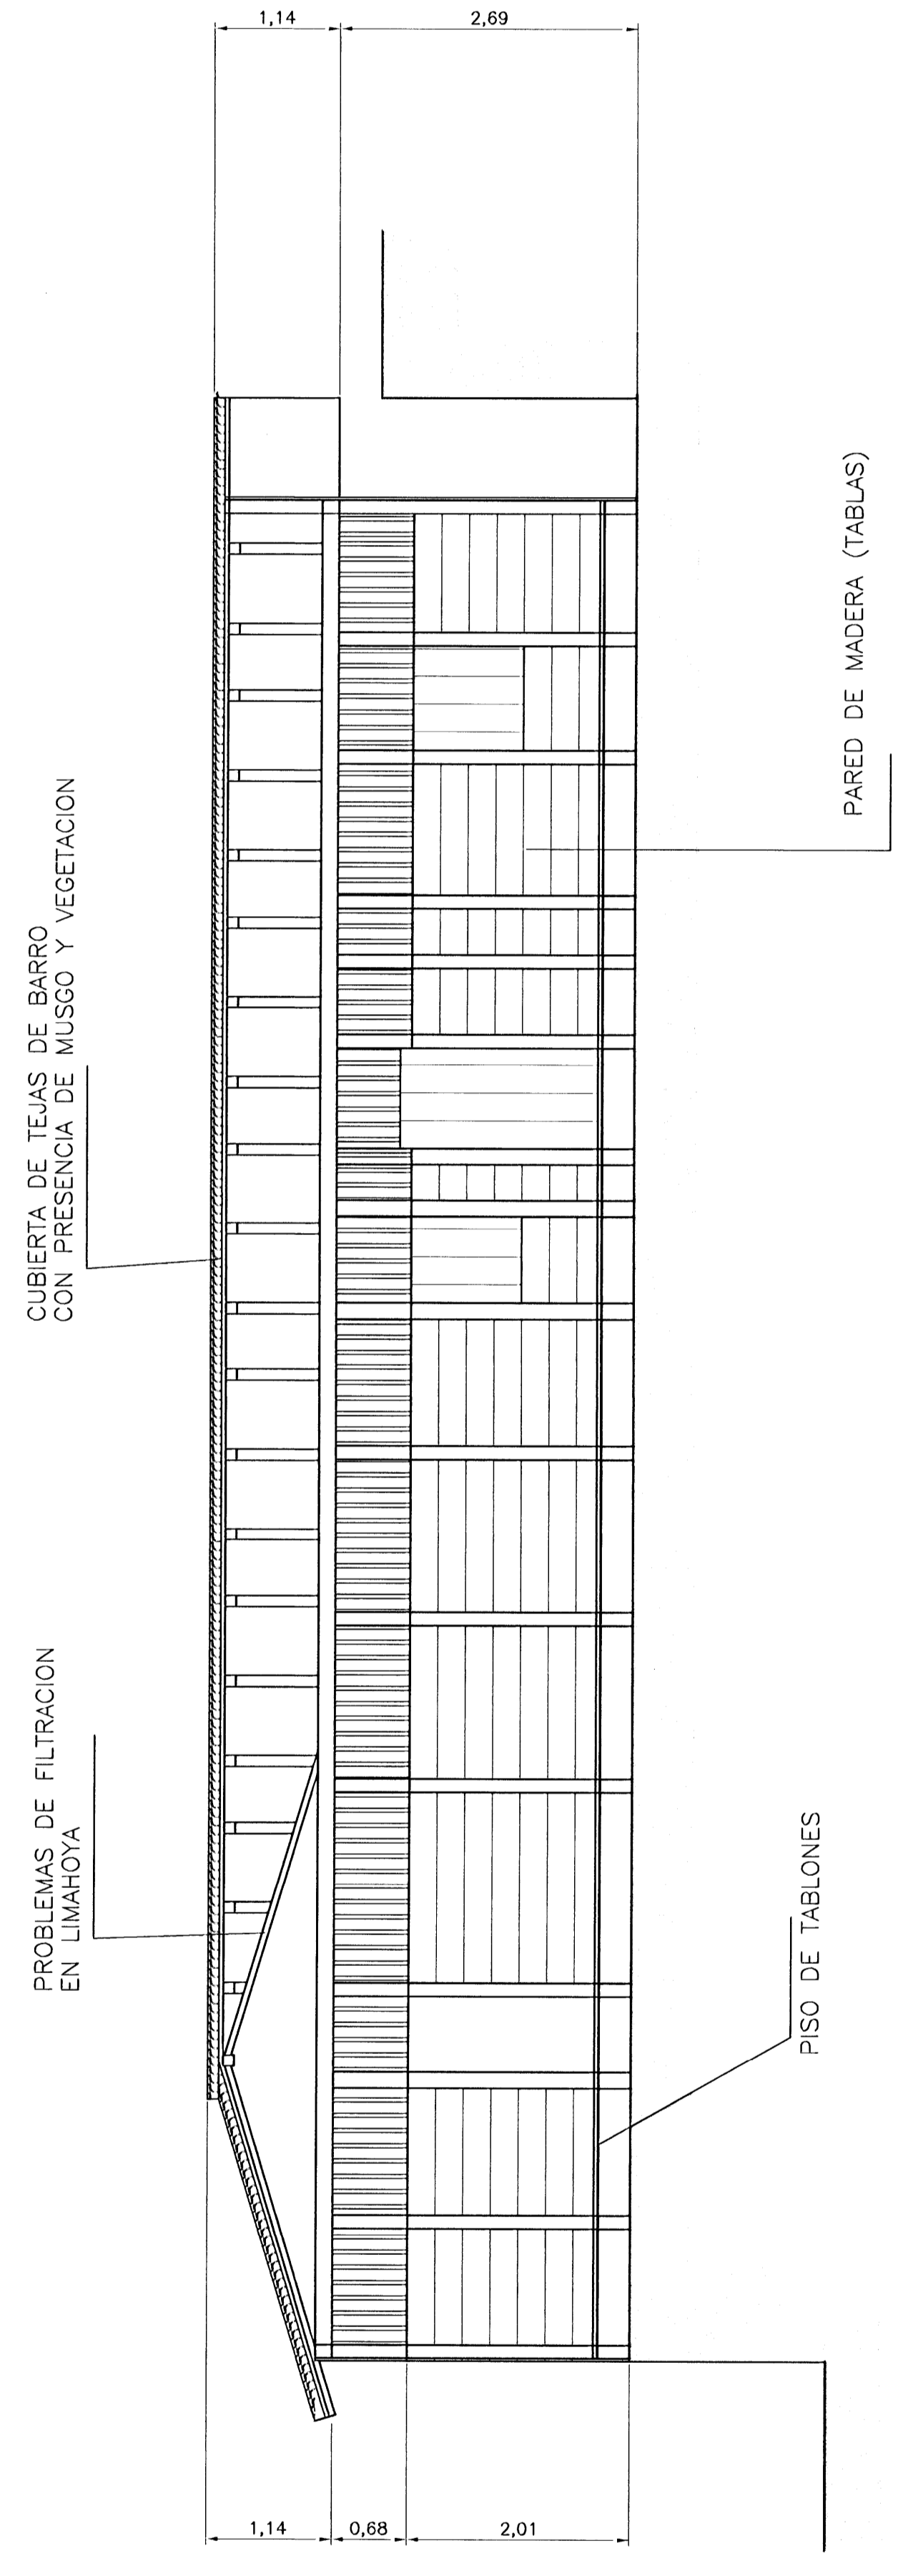 1,14
2,69
CUBIERTA DE TEJAS DE BARRO
CON PRESENCIA DE MUSGO Y VEGETACION
PARED DE MADERA (TABLAS)
PROBLEMAS DE FILTRACION
EN LIMAHOYA
PISO DE TABLONES
1,14
0,68
2,01